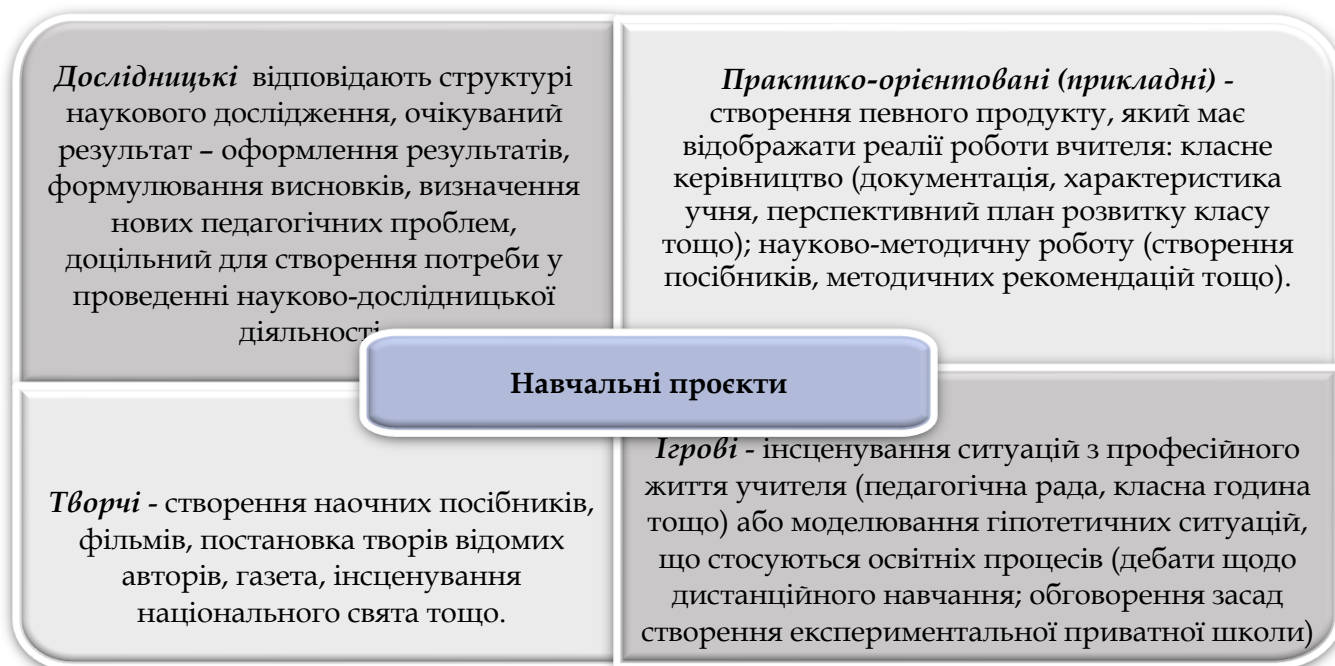 Дослідницькі відповідають структурі
наукового дослідження, очікуваний
результат – оформлення результатів,
формулювання висновків, визначення
нових педагогічних проблем,
доцільний для створення потреби у
проведенні науково-дослідницької
діяльності
Практико-орієнтовані (прикладні) -
створення певного продукту, який має
відображати реалії роботи вчителя: класне
керівництво (документація, характеристика
учня, перспективний план розвитку класу
тощо); науково-методичну роботу (створення
посібників, методичних рекомендацій тощо).
Навчальні проєкти
Творчі - створення наочних посібників,
фільмів, постановка творів відомих
авторів, газета, інсценування
національного свята тощо.
Ігрові - інсценування ситуацій з професійного
життя учителя (педагогічна рада, класна година
тощо) або моделювання гіпотетичних ситуацій,
що стосуються освітніх процесів (дебати щодо
дистанційного навчання; обговорення засад
створення експериментальної приватної школи)